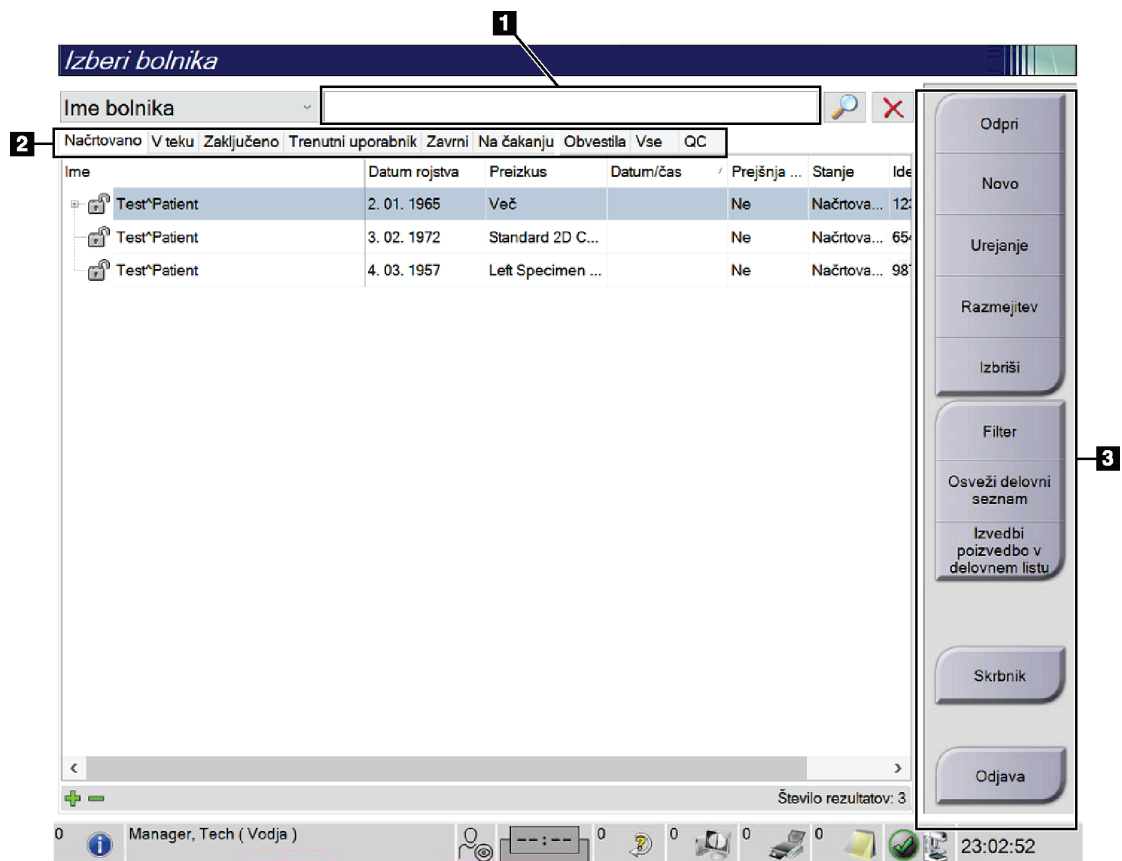 1
Izberi bolnika
Ime bolnika
2
Načrtovano V teku Zaključeno Trenutni uporabnik Zavrni Na čakanju Obvestila Vse QC
Ime Datum rojstva Preizkus Datum/čas Prejšnja ... Stanje Ide
Test^Patient 2. 01. 1965 Več Ne Načrtova... 123
Test^Patient 3. 02. 1972 Standard 2D C... Ne Načrtova... 654
Test^Patient 4. 03. 1957 Left Specimen ... Ne Načrtova... 987
Odpri
Novo
Urejanje
Razmejitev
Izbriši
Filter
3
Osveži delovni
seznam
Izvedbi
poizvedbo v
delovnem listu
Skrbnik
Odjava
Število rezultatov: 3
0 Manager, Tech ( Vodja ) --:-- 0 0 0 0 23:02:52